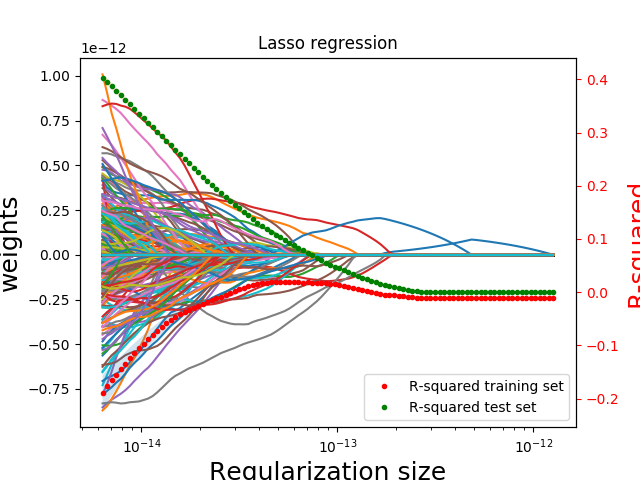 Lasso regression
1e−12
1.00
0.75
0.50
0.25
0.00
−0.25
−0.50
−0.75
weights
0.4
0.3
0.2
0.1
0.0
−0.1
−0.2
R-squared
R-squared training set
R-squared test set
10⁻¹⁴ 10⁻¹³ 10⁻¹²
Regularization size